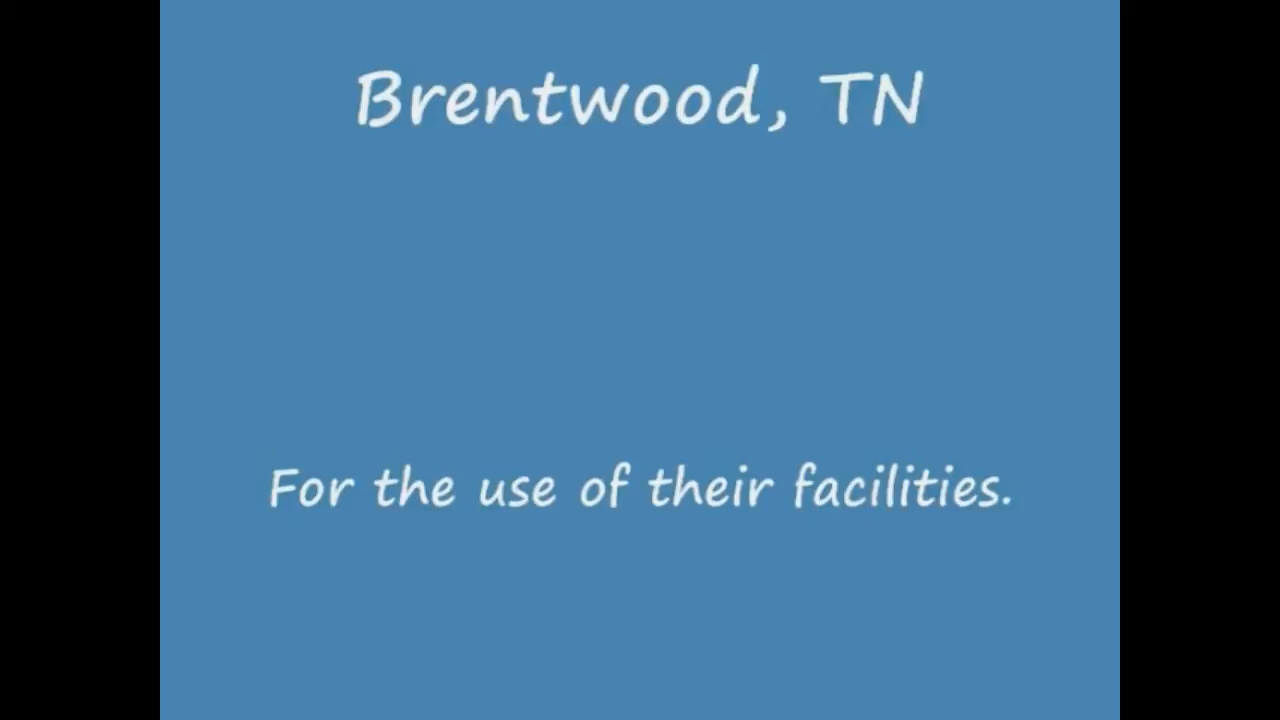 Brentwood, TN
For the use of their facilities.